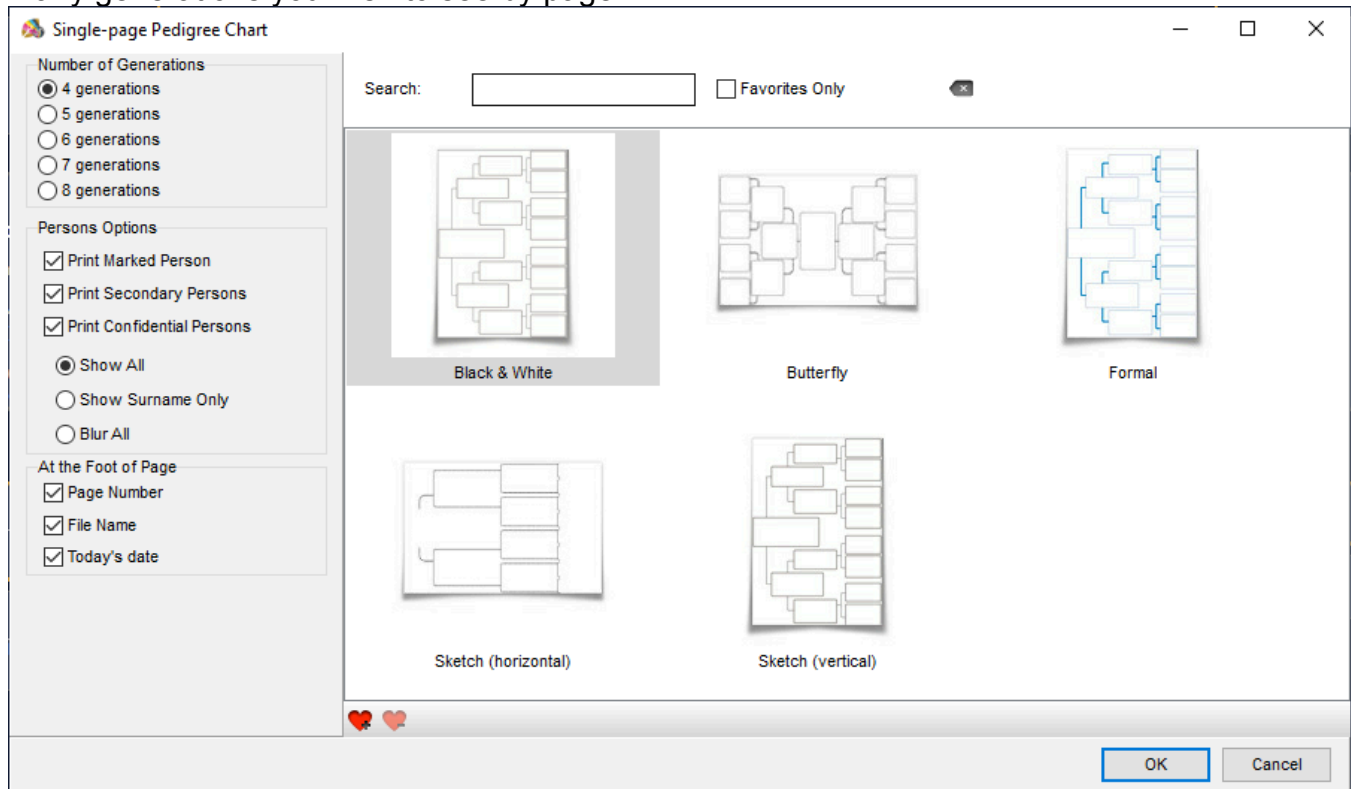 Single-page Pedigree Chart
Number of Generations
4 generations
5 generations
6 generations
7 generations
8 generations
Persons Options
Print Marked Person
Print Secondary Persons
Print Confidential Persons
Show All
Show Surname Only
Blur All
At the Foot of Page
Page Number
File Name
Today's date
Search:
Favorites Only
Black & White
Butterfly
Formal
Sketch (horizontal)
Sketch (vertical)
OK
Cancel